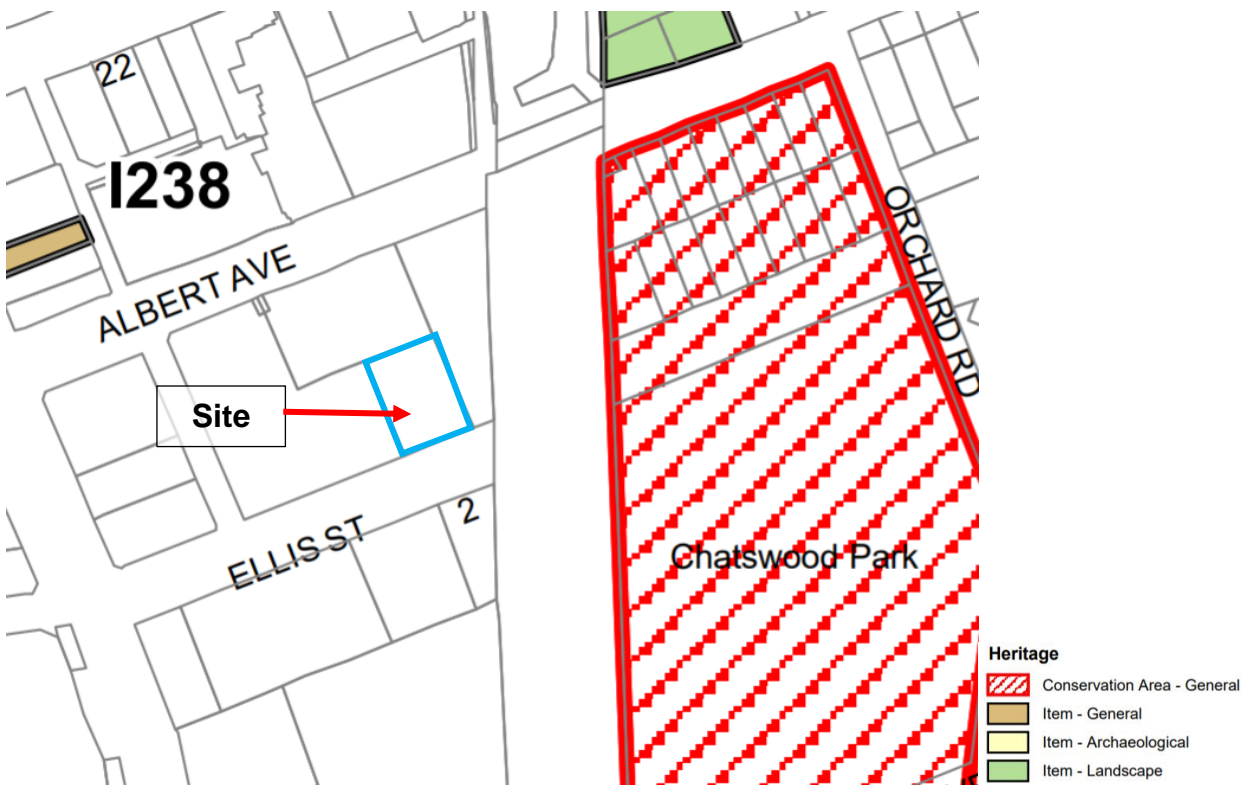 22
I238
ALBERT AVE
ORCHARD RD
Site
2
ELLIS ST
Chatswood Park
Heritage
Conservation Area - General
Item - General
Item - Archaeological
Item - Landscape